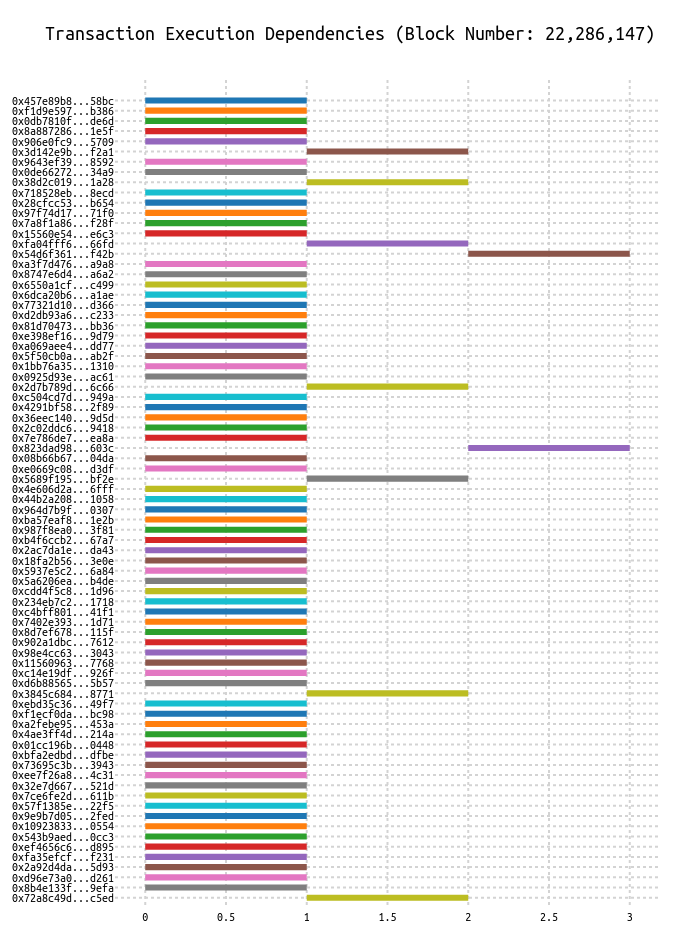 Transaction Execution Dependencies (Block Number: 22,286,147)
0x457e89b8...58bc
0xf1d9e597...b386
0x0db7810f...de6d
0x8a887286...1e5f
0x906e0fc9...5709
0x3d142e9b...f2a1
0x9643ef39...8592
0x0de66272...34a9
0x38d2c019...1a28
0x718528eb...8ecd
0x28cfcc53...b654
0x97f74d17...71f0
0x7a8f1a86...f28f
0x15560e54...e6c3
0xfa04fff6...66fd
0x54d6f361...f42b
0xa3f7d476...a9a8
0x8747e6d4...a6a2
0x6550a1cf...c499
0x6dca20b6...a1ae
0x77321d10...d366
0xd2db93a6...c233
0x81d70473...bb36
0xe398ef16...9d79
0xa069aee4...dd77
0x5f50cb0a...ab2f
0x1bb76a35...1310
0x0925d93e...ac61
0x2d7b789d...6c66
0xc504cd7d...949a
0x4291bf58...2f89
0x36eec140...9d5d
0x2c02ddc6...9418
0x7e786de7...ea8a
0x823dad98...603c
0x08b66b67...04da
0xe0669c08...d3df
0x5689f195...bf2e
0x4e606d2a...6fff
0x44b2a208...1058
0x964d7b9f...0307
0xba57eaf8...1e2b
0x987f8ea0...3f81
0xb4f6ccb2...67a7
0x2ac7da1e...da43
0x18fa2b56...3e0e
0x5937e5c2...6a84
0x5a6206ea...b4de
0xcdd4f5c8...1d96
0x234eb7c2...1718
0xc4bff801...41f1
0x7402e393...1d71
0x8d7ef678...115f
0x902a1dbc...7612
0x98e4cc63...3043
0x11560963...7768
0xc14e19df...926f
0xd6b88565...5b57
0x3845c684...8771
0xebd35c36...49f7
0xf1ecf0da...bc98
0xa2febe95...453a
0x4ae3ff4d...214a
0x01cc196b...0448
0xbfa2edbd...dfbe
0x73695c3b...3943
0xee7f26a8...4c31
0x32e7d667...521d
0x7ce6fe2d...611b
0x57f1385e...22f5
0x9e9b7d05...2fed
0x10923833...0554
0x543b9aed...0cc3
0xef4656c6...d895
0xfa35efcf...f231
0x2a92d4da...5d93
0xd96e73a0...d261
0x8b4e133f...9efa
0x72a8c49d...c5ed
0 0.5 1 1.5 2 2.5 3